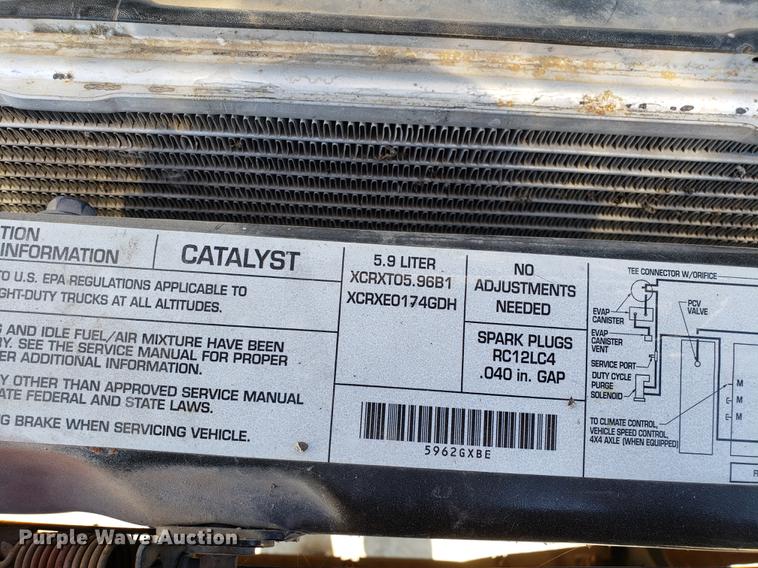 TION
INFORMATION
CATALYST
TO U.S. EPA REGULATIONS APPLICABLE TO
GHT-DUTY TRUCKS AT ALL ALTITUDES.
G AND IDLE FUEL/AIR MIXTURE HAVE BEEN
RY. SEE THE SERVICE MANUAL FOR PROPER
ER ADDITIONAL INFORMATION.
Y OTHER THAN APPROVED SERVICE MANUAL
ATE FEDERAL AND STATE LAWS.
NG BRAKE WHEN SERVICING VEHICLE.
5.9 LITER
XCRXT05.96B1
XCRXE0174GDH
NO
ADJUSTMENTS
NEEDED
SPARK PLUGS
RC12LC4
.040 in. GAP
5962GXBE
TEE CONNECTOR W/ORIFICE
EVAP
CANISTER
PCV
VALVE
EVAP
CANISTER
VENT
SERVICE PORT
DUTY CYCLE
PURGE
SOLENOID
M
M
M
TO CLIMATE CONTROL,
VEHICLE SPEED CONTROL,
4X4 AXLE (WHEN EQUIPPED)
F
Purple Wave Auction